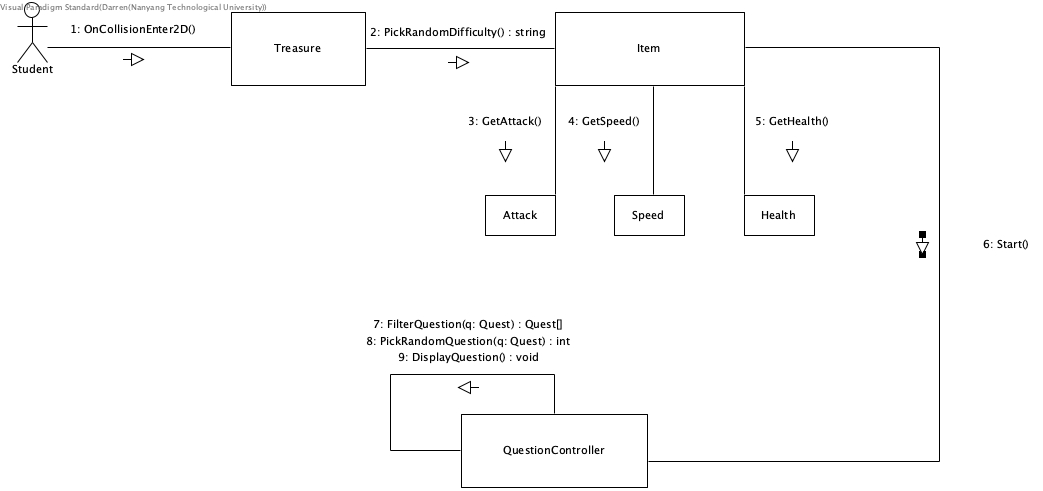 Visual Paradigm Standard(Darren(Nanyang Technological University))
1: OnCollisionEnter2D()
Student
Treasure
2: PickRandomDifficulty() : string
Item
3: GetAttack()
4: GetSpeed()
5: GetHealth()
Attack
Speed
Health
6: Start()
7: FilterQuestion(q: Quest) : Quest[]
8: PickRandomQuestion(q: Quest) : int
9: DisplayQuestion() : void
QuestionController